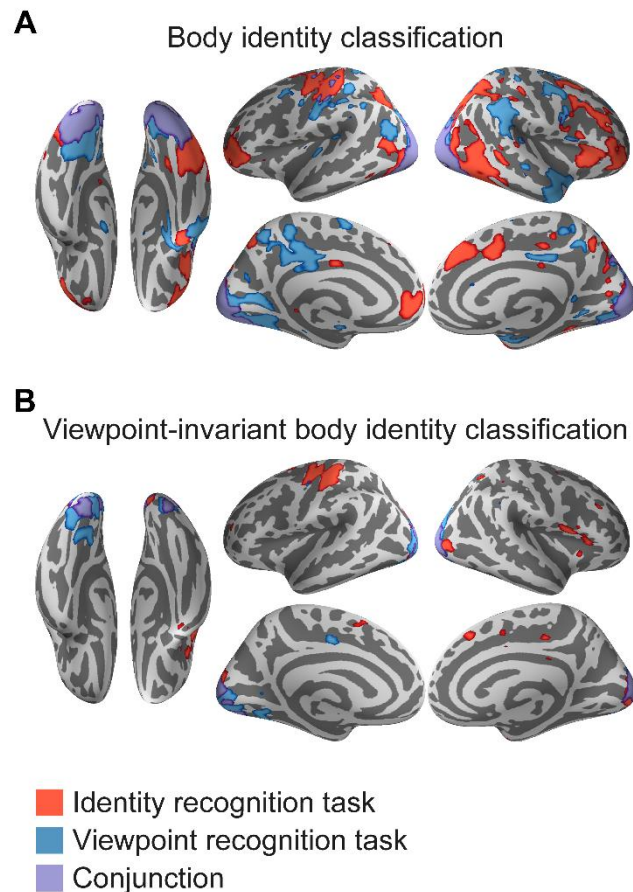 A
Body identity classification
B
Viewpoint-invariant body identity classification
Identity recognition task
Viewpoint recognition task
Conjunction